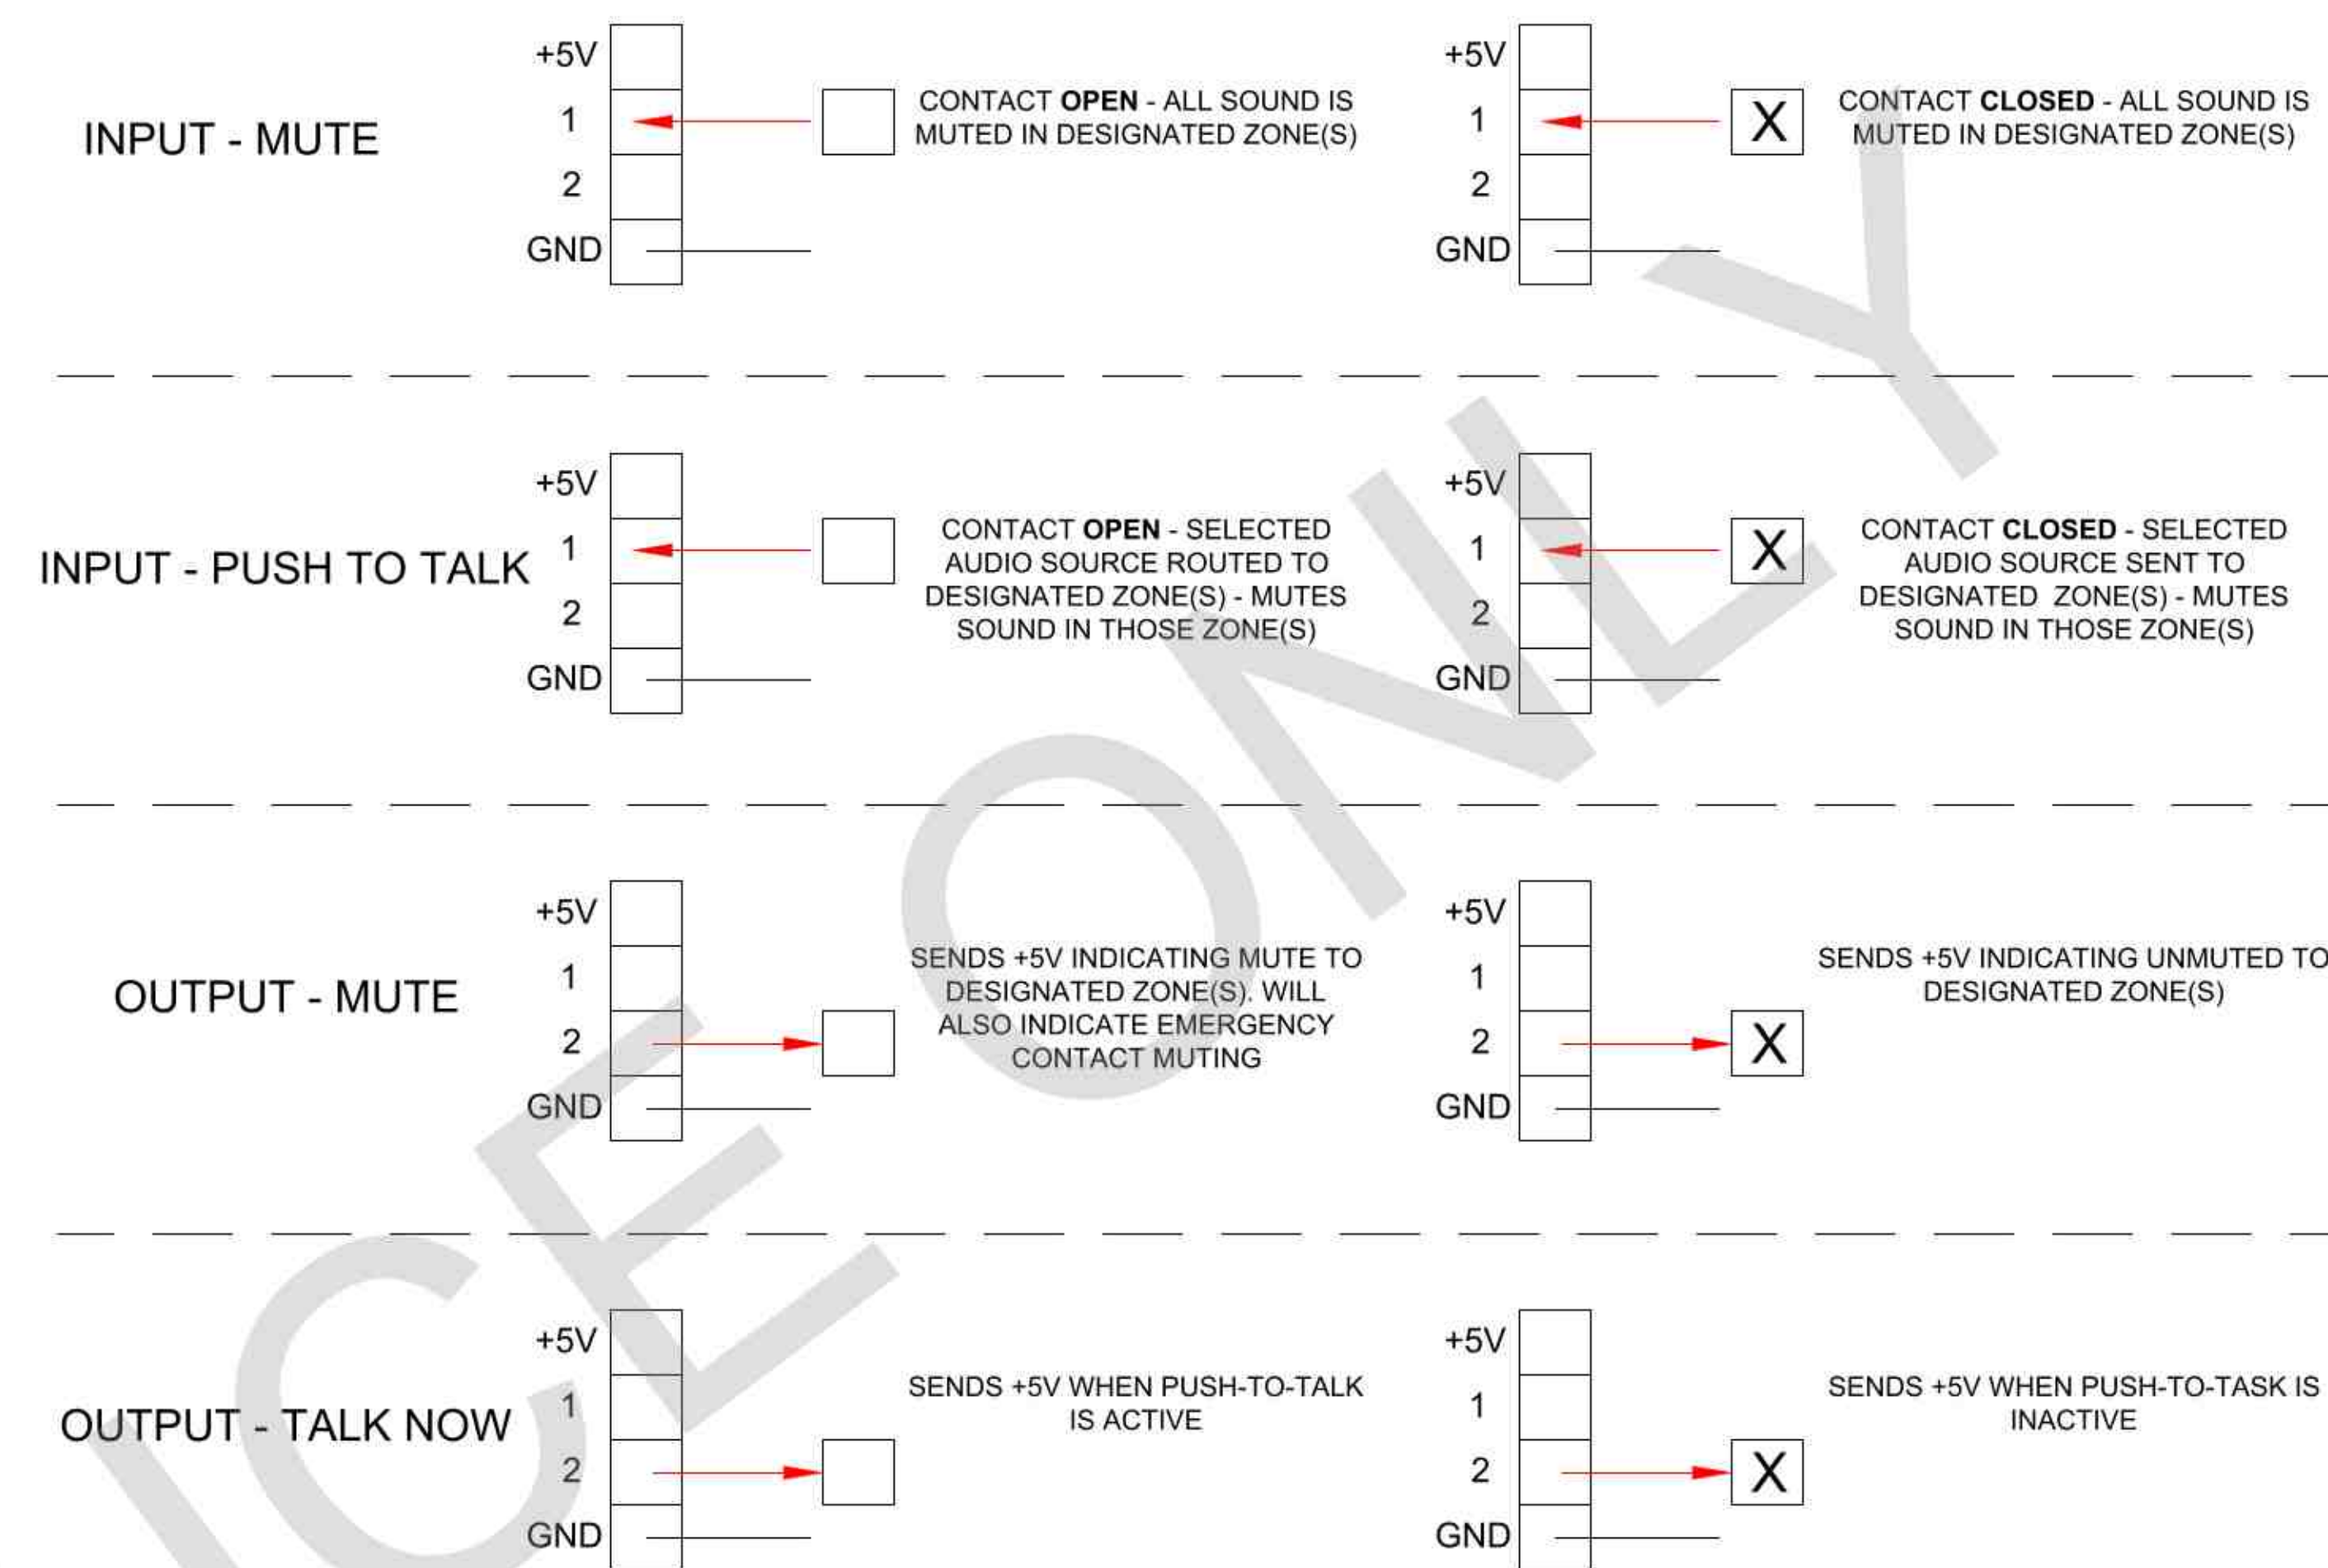 INPUT - MUTE
+5V
1
2
GND
CONTACT OPEN - ALL SOUND IS
MUTED IN DESIGNATED ZONE(S)
+5V
1
2
GND
X
CONTACT CLOSED - ALL SOUND IS
MUTED IN DESIGNATED ZONE(S)
INPUT - PUSH TO TALK
+5V
1
2
GND
CONTACT OPEN - SELECTED
AUDIO SOURCE ROUTED TO
DESIGNATED ZONE(S) - MUTES
SOUND IN THOSE ZONE(S)
+5V
1
2
GND
X
CONTACT CLOSED - SELECTED
AUDIO SOURCE SENT TO
DESIGNATED ZONE(S) - MUTES
SOUND IN THOSE ZONE(S)
OUTPUT - MUTE
+5V
1
2
GND
SENDS +5V INDICATING MUTE TO
DESIGNATED ZONE(S). WILL
ALSO INDICATE EMERGENCY
CONTACT MUTING
+5V
1
2
GND
X
SENDS +5V INDICATING UNMUTED TO
DESIGNATED ZONE(S)
OUTPUT - TALK NOW
+5V
1
2
GND
SENDS +5V WHEN PUSH-TO-TALK
IS ACTIVE
+5V
1
2
GND
X
SENDS +5V WHEN PUSH-TO-TASK IS
INACTIVE
ICE ONLY